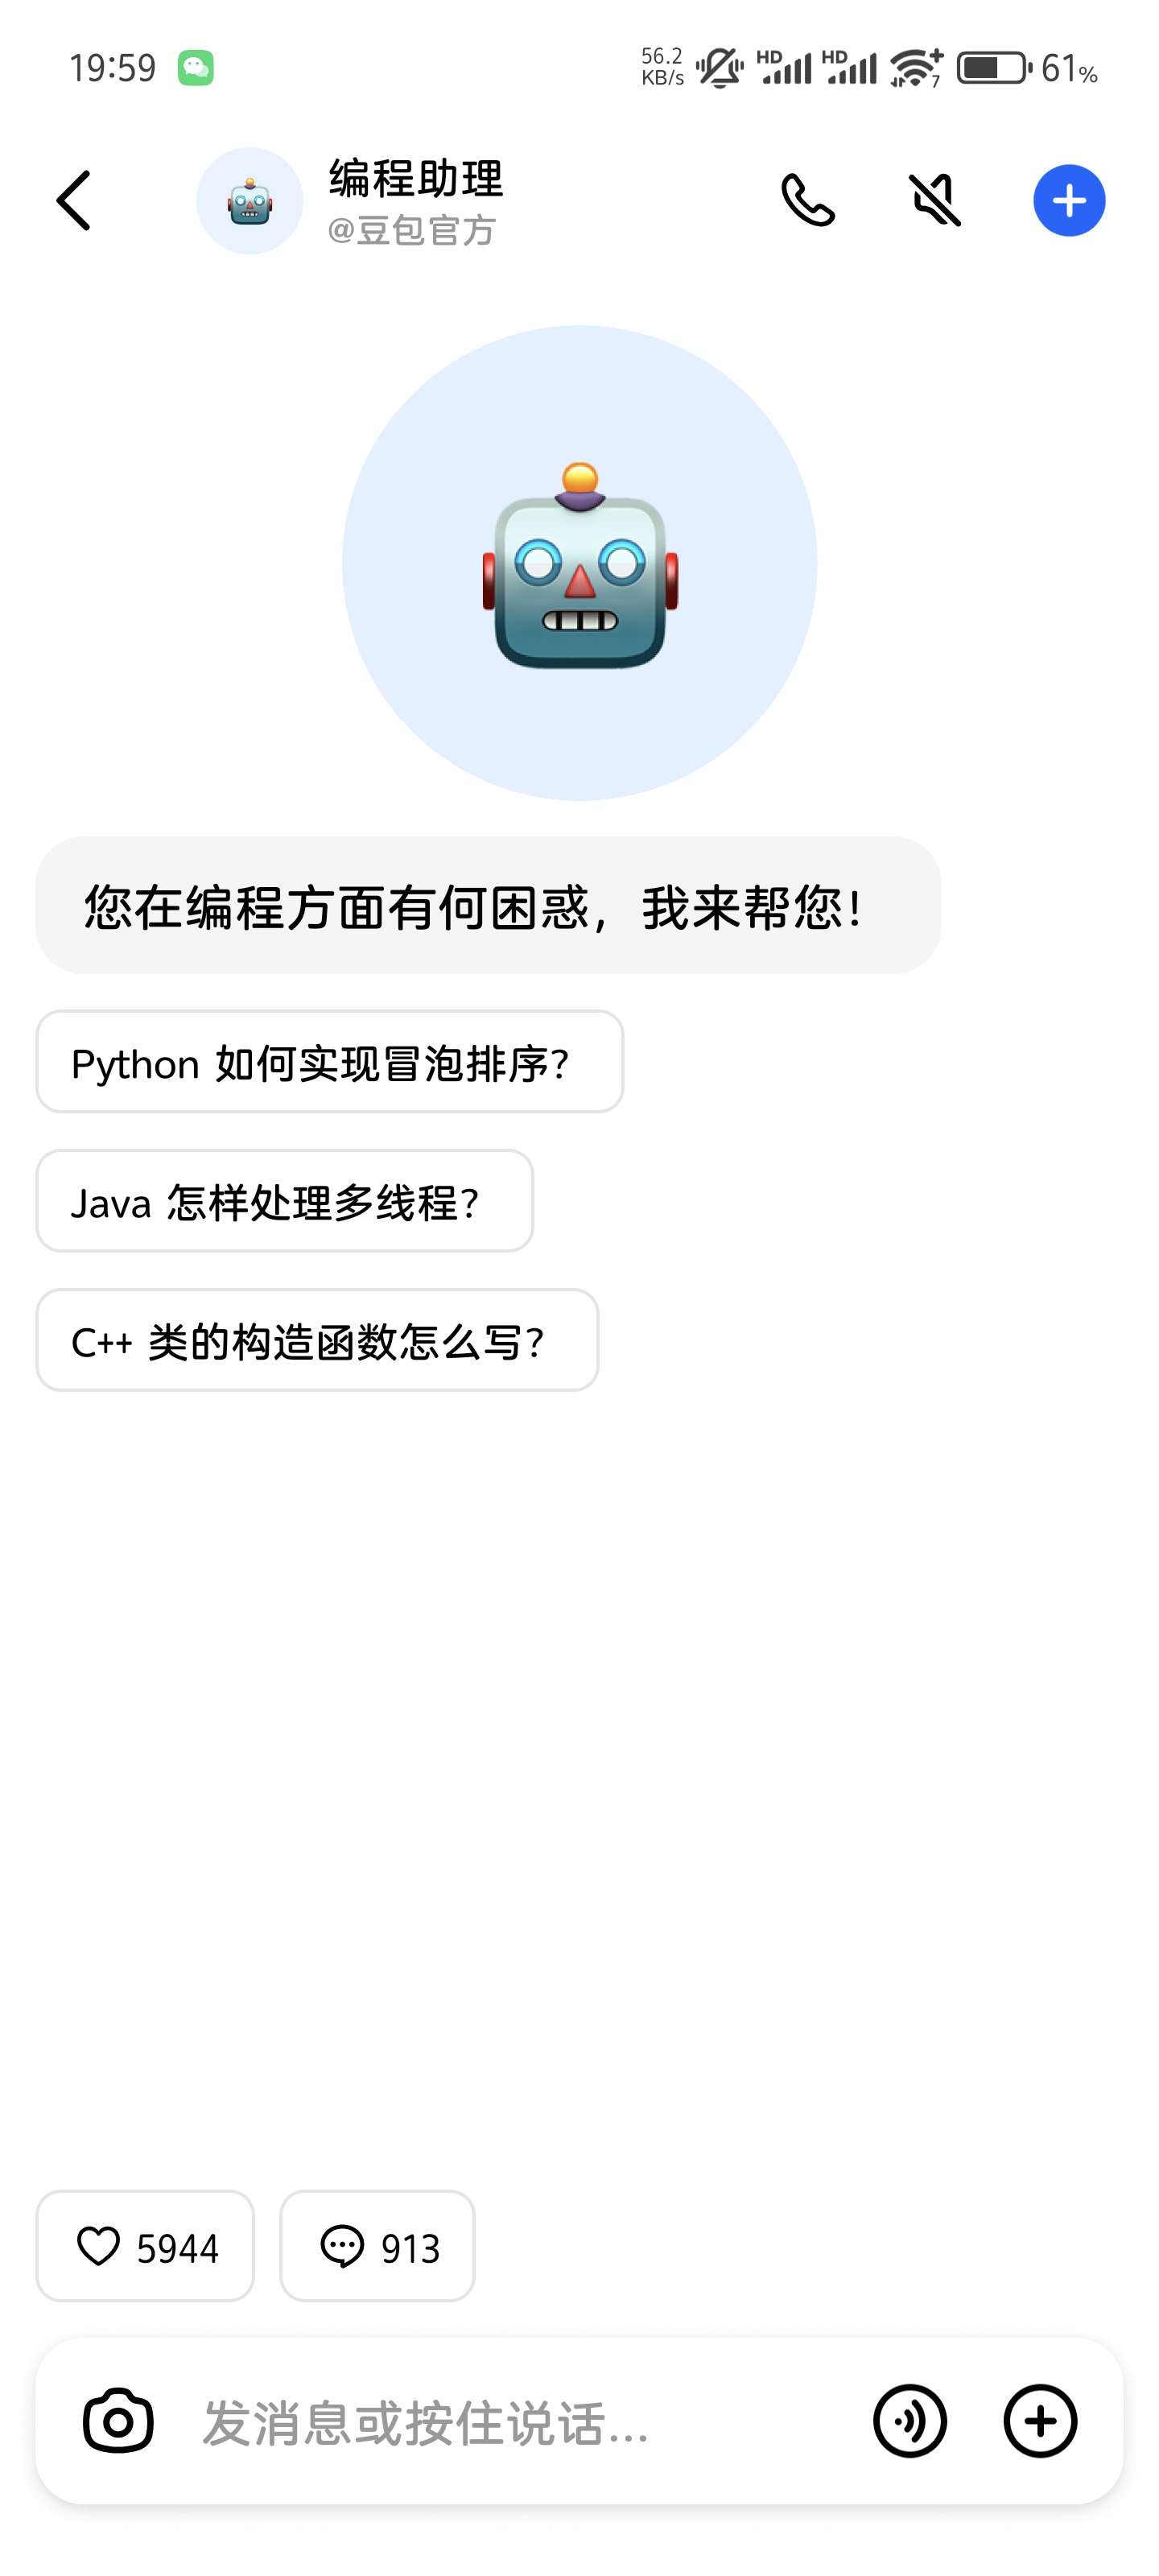 19:59
56.2
KB/s
HD
HD
7
61%
编程助理
@豆包官方
您在编程方面有何困惑，我来帮您！
Python 如何实现冒泡排序？
Java 怎样处理多线程？
C++ 类的构造函数怎么写？
5944
913
发消息或按住说话...